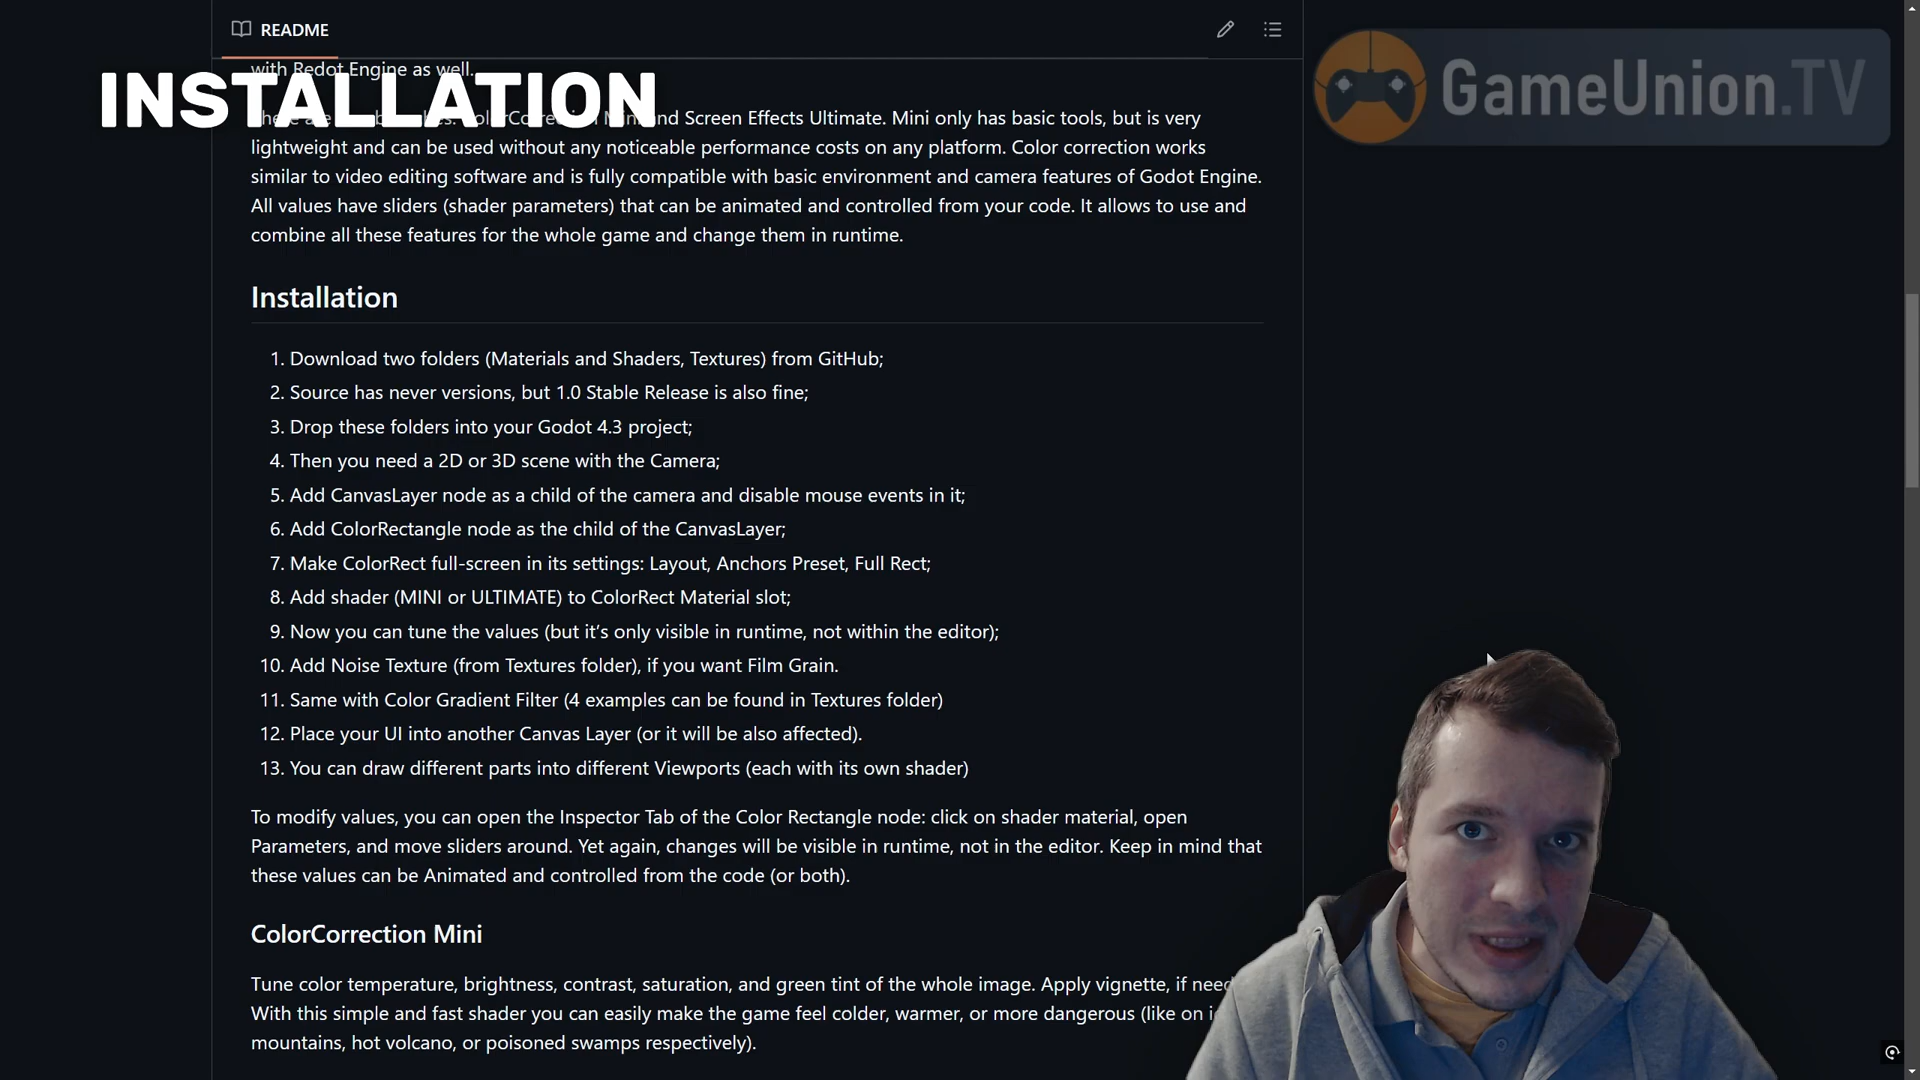 README
with Redot Engine as well.
INSTALLATION
and Screen Effects Ultimate. Mini only has basic tools, but is very
lightweight and can be used without any noticeable performance costs on any platform. Color correction works
similar to video editing software and is fully compatible with basic environment and camera features of Godot Engine.
All values have sliders (shader parameters) that can be animated and controlled from your code. It allows to use and
combine all these features for the whole game and change them in runtime.
GameUnion.TV
Installation
1. Download two folders (Materials and Shaders, Textures) from GitHub;
2. Source has never versions, but 1.0 Stable Release is also fine;
3. Drop these folders into your Godot 4.3 project;
4. Then you need a 2D or 3D scene with the Camera;
5. Add CanvasLayer node as a child of the camera and disable mouse events in it;
6. Add ColorRectangle node as the child of the CanvasLayer;
7. Make ColorRect full-screen in its settings: Layout, Anchors Preset, Full Rect;
8. Add shader (MINI or ULTIMATE) to ColorRect Material slot;
9. Now you can tune the values (but it’s only visible in runtime, not within the editor);
10. Add Noise Texture (from Textures folder), if you want Film Grain.
11. Same with Color Gradient Filter (4 examples can be found in Textures folder)
12. Place your UI into another Canvas Layer (or it will be also affected).
13. You can draw different parts into different Viewports (each with its own shader)
To modify values, you can open the Inspector Tab of the Color Rectangle node: click on shader material, open
Parameters, and move sliders around. Yet again, changes will be visible in runtime, not in the editor. Keep in mind that
these values can be Animated and controlled from the code (or both).
ColorCorrection Mini
Tune color temperature, brightness, contrast, saturation, and green tint of the whole image. Apply vignette, if need
With this simple and fast shader you can easily make the game feel colder, warmer, or more dangerous (like on
mountains, hot volcano, or poisoned swamps respectively).